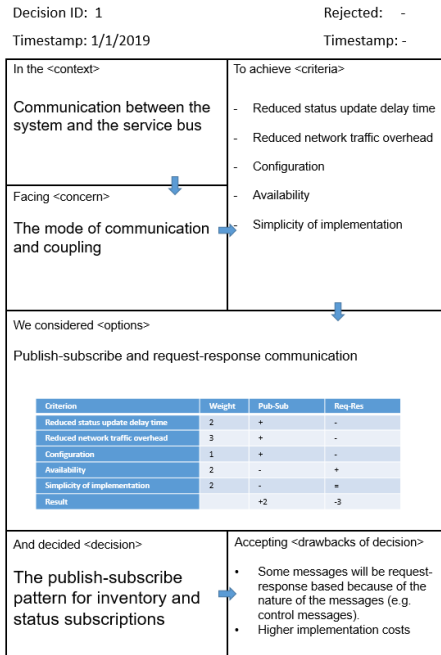 Decision ID: 1 Rejected: -
Timestamp: 1/1/2019 Timestamp: -
In the <context>
Communication between the
system and the service bus
To achieve <criteria>
- Reduced status update delay time
- Reduced network traffic overhead
- Configuration
- Availability
- Simplicity of implementation
Facing <concern>
The mode of communication
and coupling
We considered <options>
Publish-subscribe and request-response communication
Criterion Weight Pub-Sub Req-Res
Reduced status update delay time 2 + -
Reduced network traffic overhead 3 + -
Configuration 1 + -
Availability 2 - +
Simplicity of implementation 2 - =
Result +2 -3
And decided <decision>
The publish-subscribe
pattern for inventory and
status subscriptions
Accepting <drawbacks of decision>
• Some messages will be request-
response based because of the
nature of the messages (e.g.
control messages).
• Higher implementation costs